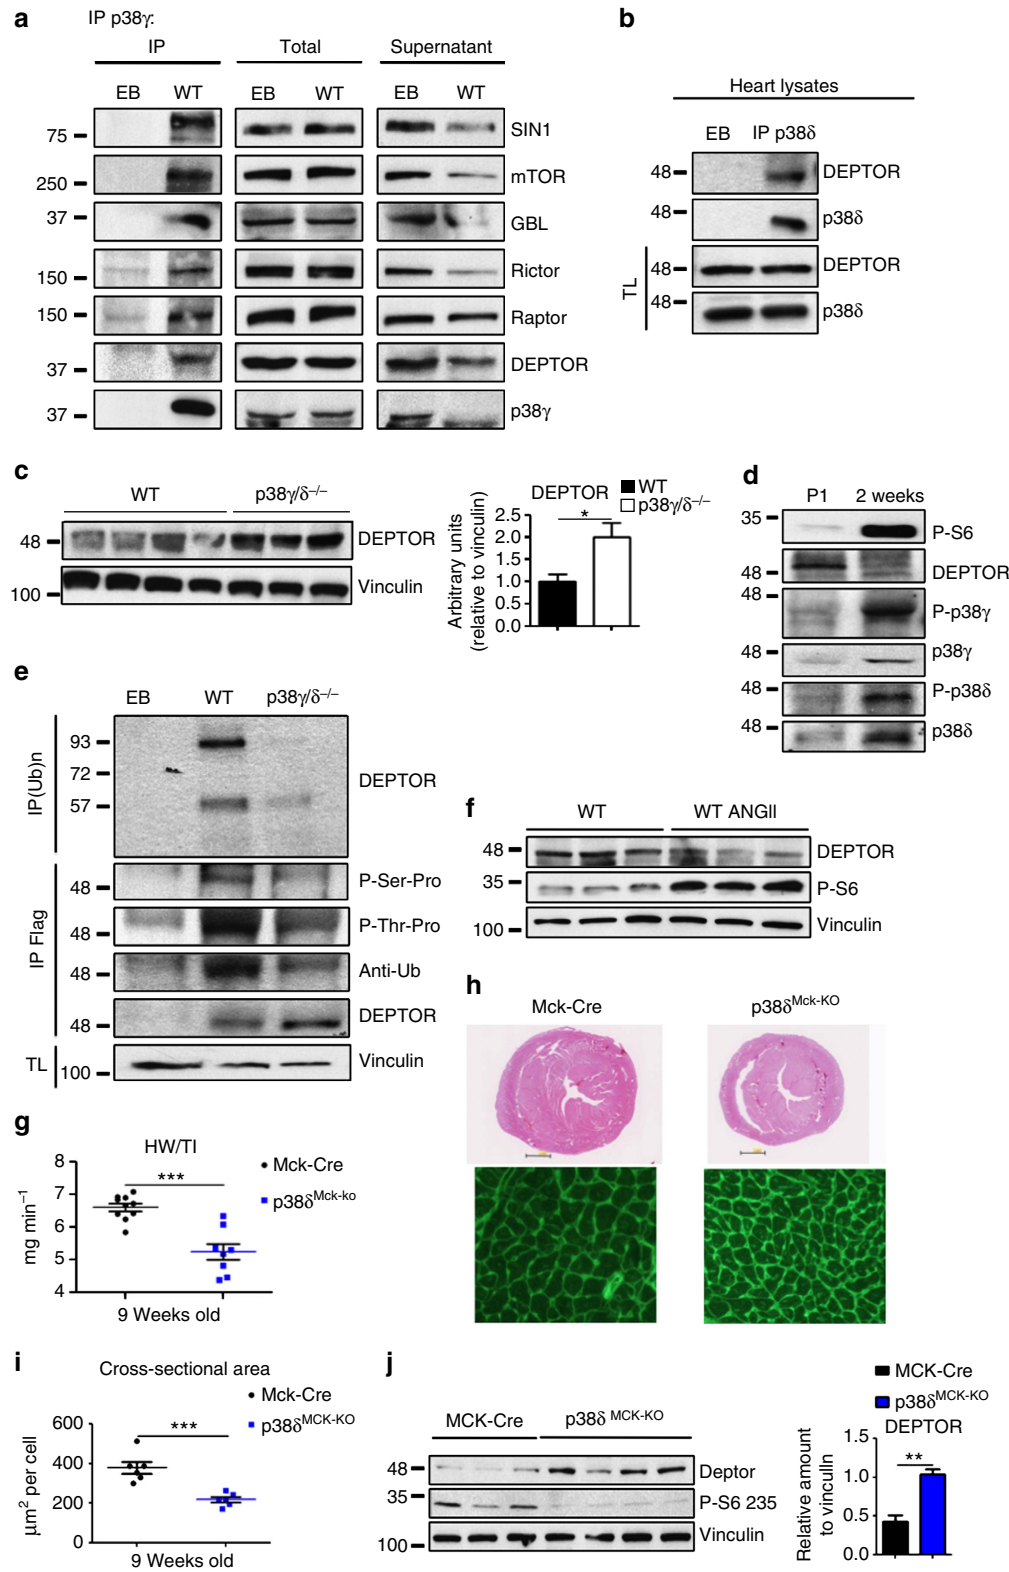 a
IP p38γ:
IP Total Supernatant
EB WT EB WT EB WT
75 SIN1
250 mTOR
37 GBL
150 Rictor
150 Raptor
37 DEPTOR
37 p38γ
b
Heart lysates
EB IP p38δ
48 DEPTOR
48 p38δ
TL
48 DEPTOR
48 p38δ
c
WT p38γ/δ−/−
48 DEPTOR
100 Vinculin
DEPTOR
WT
p38γ/δ−/−
*
Arbitrary units
(relative to vinculin)
2.5
2.0
1.5
1.0
0.5
0.0
d
P1 2 weeks
35 P-S6
48 DEPTOR
48 P-p38γ
48 p38γ
48 P-p38δ
48 p38δ
e
EB WT p38γ/δ−/−
IP(Ub)n
93
72
57
DEPTOR
IP Flag
48 P-Ser-Pro
48 P-Thr-Pro
48 Anti-Ub
48 DEPTOR
TL 100 Vinculin
f
WT WT ANGII
48 DEPTOR
35 P-S6
100 Vinculin
g
HW/TI
mg min−1
8
7
6
5
4
***
Mck-Cre
p38δMck-ko
9 Weeks old
h
Mck-Cre p38δMck-KO
i
Cross-sectional area
μm2 per cell
600
400
200
0
***
Mck-Cre
p38δMCK-KO
9 Weeks old
j
MCK-Cre p38δ MCK-KO
48 Deptor
35 P-S6 235
100 Vinculin
MCK-Cre
p38δMCK-KO
DEPTOR
Relative amount
to vinculin
1.5
1.0
0.5
0.0
**